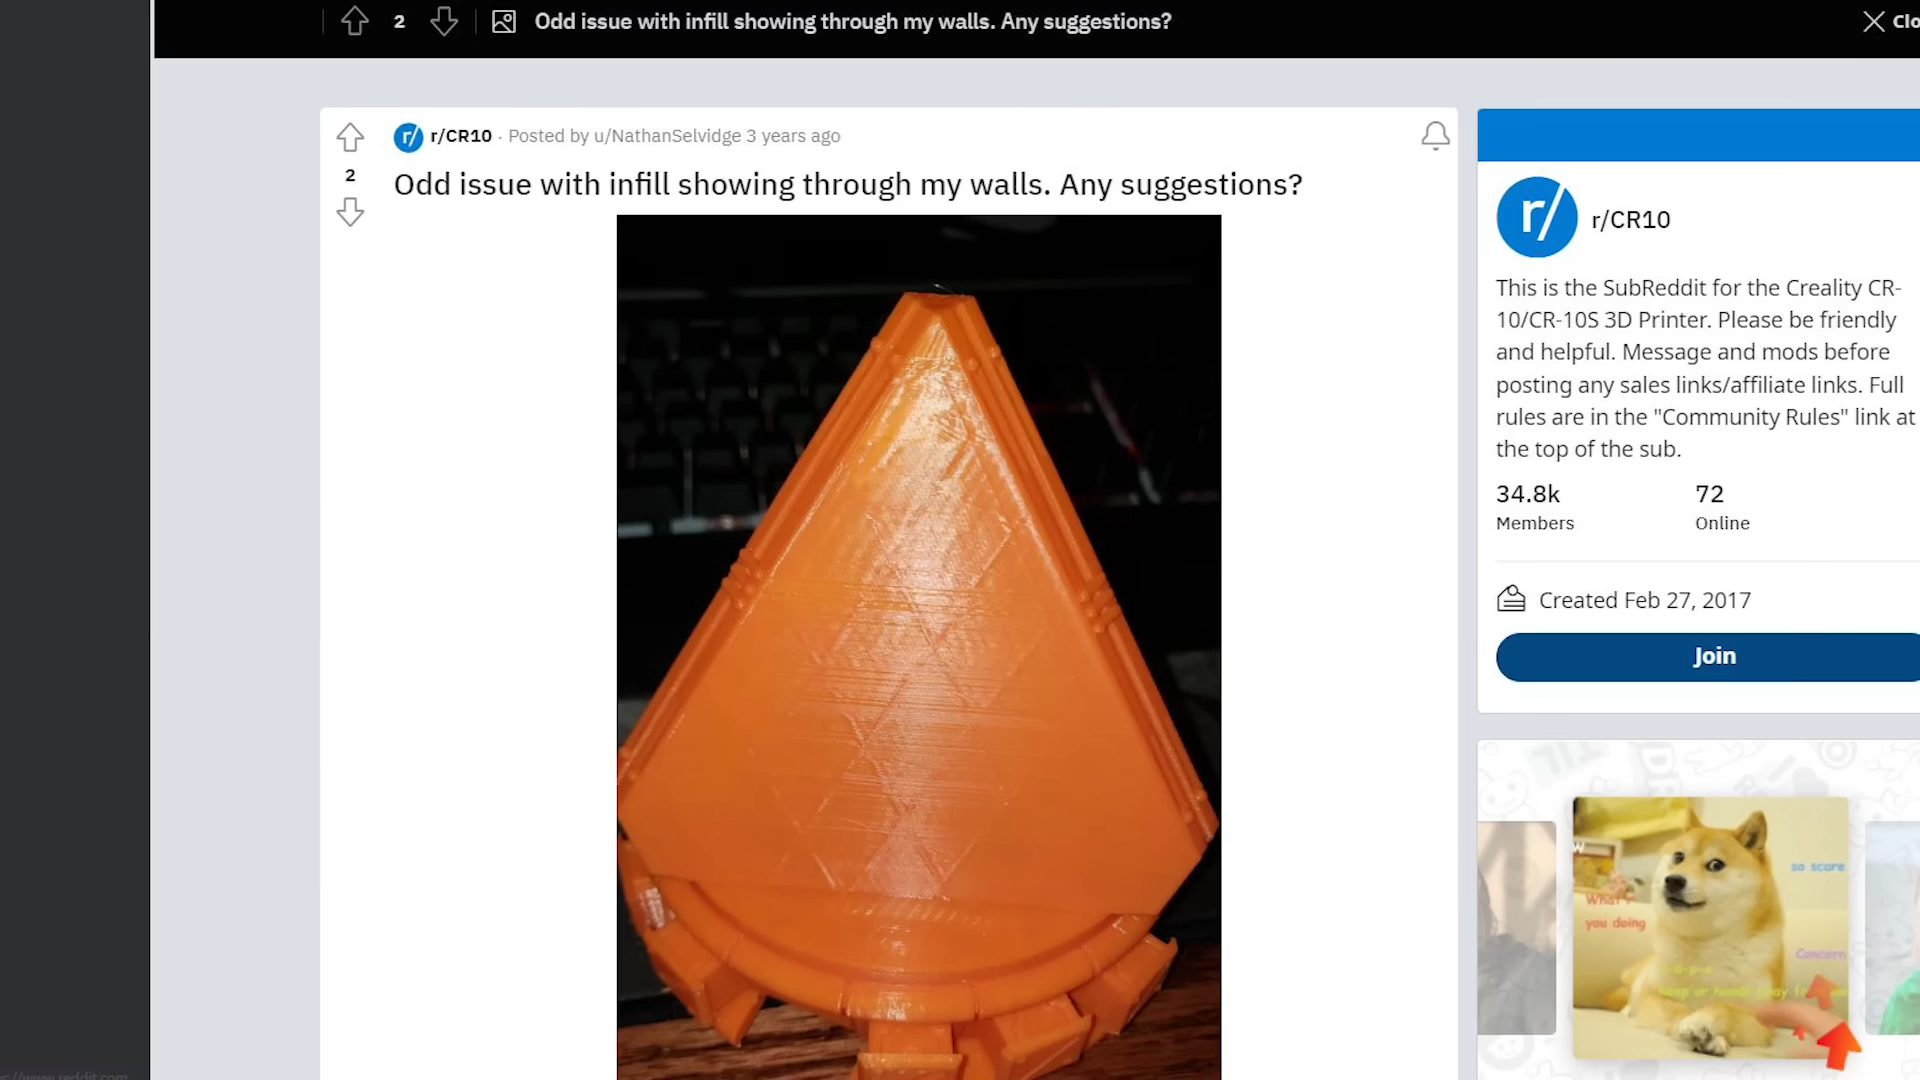 2
Odd issue with infill showing through my walls. Any suggestions?
Clo
r/CR10 · Posted by u/NathanSelvidge 3 years ago
2
Odd issue with infill showing through my walls. Any suggestions?
r/
r/CR10
This is the SubReddit for the Creality CR-
10/CR-10S 3D Printer. Please be friendly
and helpful. Message and mods before
posting any sales links/affiliate links. Full
rules are in the "Community Rules" link at
the top of the sub.
34.8k
72
Members
Online
Created Feb 27, 2017
Join
so scare
What r
you doing
Concern